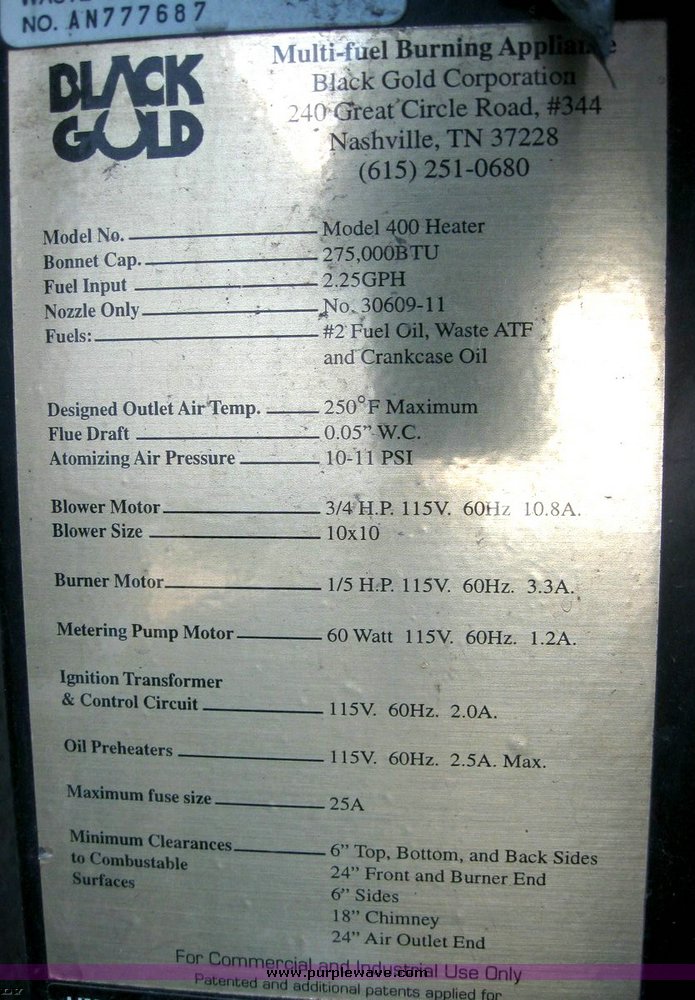 NO. AN777687
BLACK
GOLD
Multi-fuel Burning Appliance
Black Gold Corporation
240 Great Circle Road, #344
Nashville, TN 37228
(615) 251-0680
Model No. Model 400 Heater
Bonnet Cap. 275,000BTU
Fuel Input 2.25GPH
Nozzle Only No. 30609-11
Fuels: #2 Fuel Oil, Waste ATF
and Crankcase Oil
Designed Outlet Air Temp. 250°F Maximum
Flue Draft 0.05” W.C.
Atomizing Air Pressure 10-11 PSI
Blower Motor 3/4 H.P. 115V. 60Hz 10.8A.
Blower Size 10x10
Burner Motor 1/5 H.P. 115V. 60Hz. 3.3A.
Metering Pump Motor 60 Watt 115V. 60Hz. 1.2A.
Ignition Transformer
& Control Circuit 115V. 60Hz. 2.0A.
Oil Preheaters 115V. 60Hz. 2.5A. Max.
Maximum fuse size 25A
Minimum Clearances 6” Top, Bottom, and Back Sides
to Combustable 24” Front and Burner End
Surfaces 6” Sides
18” Chimney
24” Air Outlet End
For Commercial and Industrial Use Only
www.purplewave.com
Patented and additional patents applied for